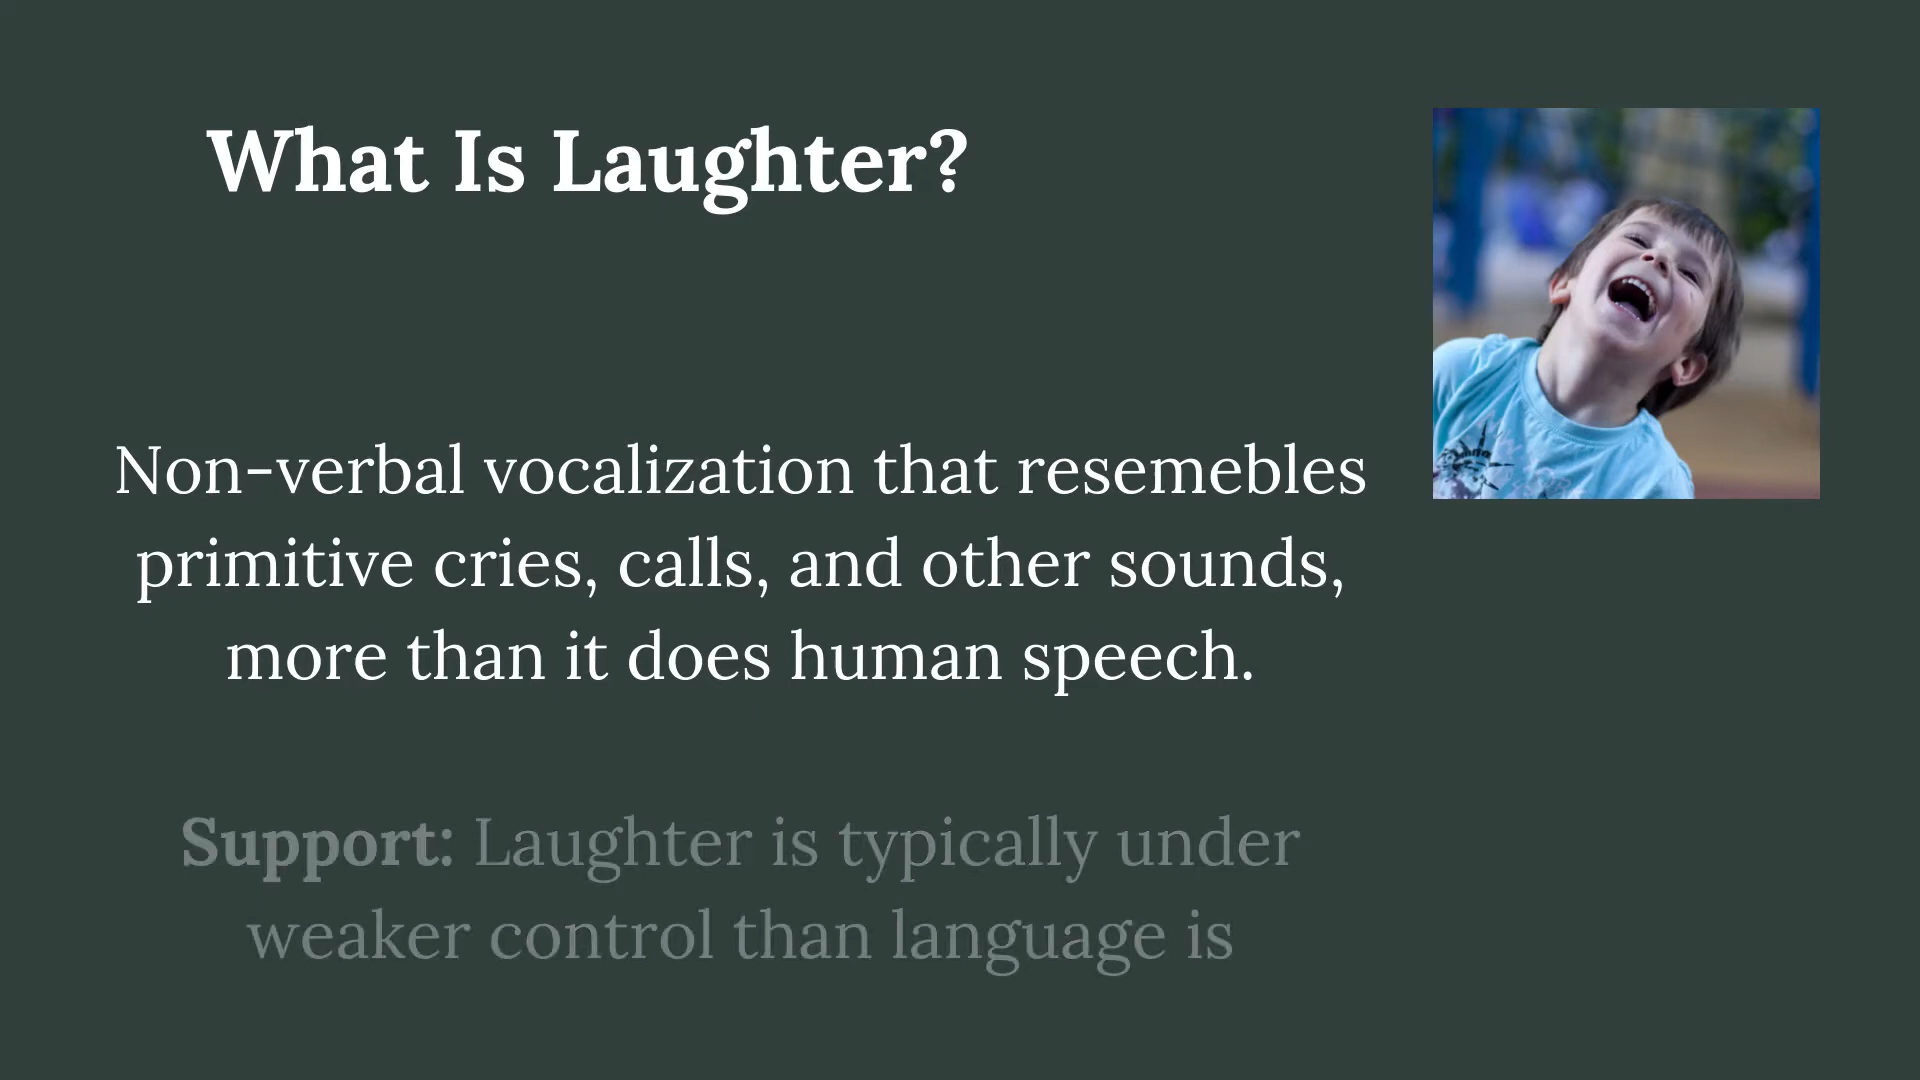 What Is Laughter?
Non-verbal vocalization that resemebles
primitive cries, calls, and other sounds,
more than it does human speech.
Support: Laughter is typically under
weaker control than language is